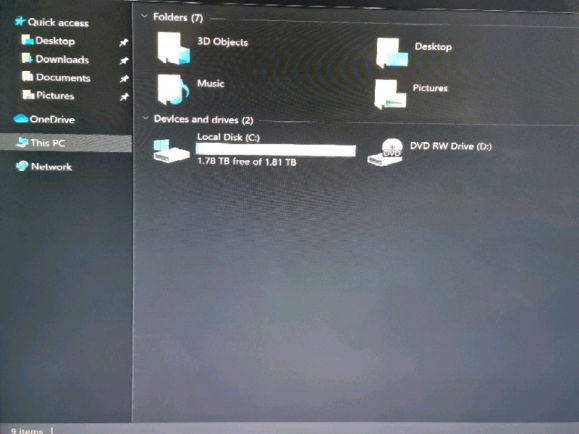 Quick access
Desktop
Downloads
Documents
Pictures
OneDrive
This PC
Network
Folders (7)
3D Objects
Desktop
Music
Pictures
Devices and drives (2)
Local Disk (C:)
1.78 TB free of 1.81 TB
DVD
DVD RW Drive (D:)
9 items